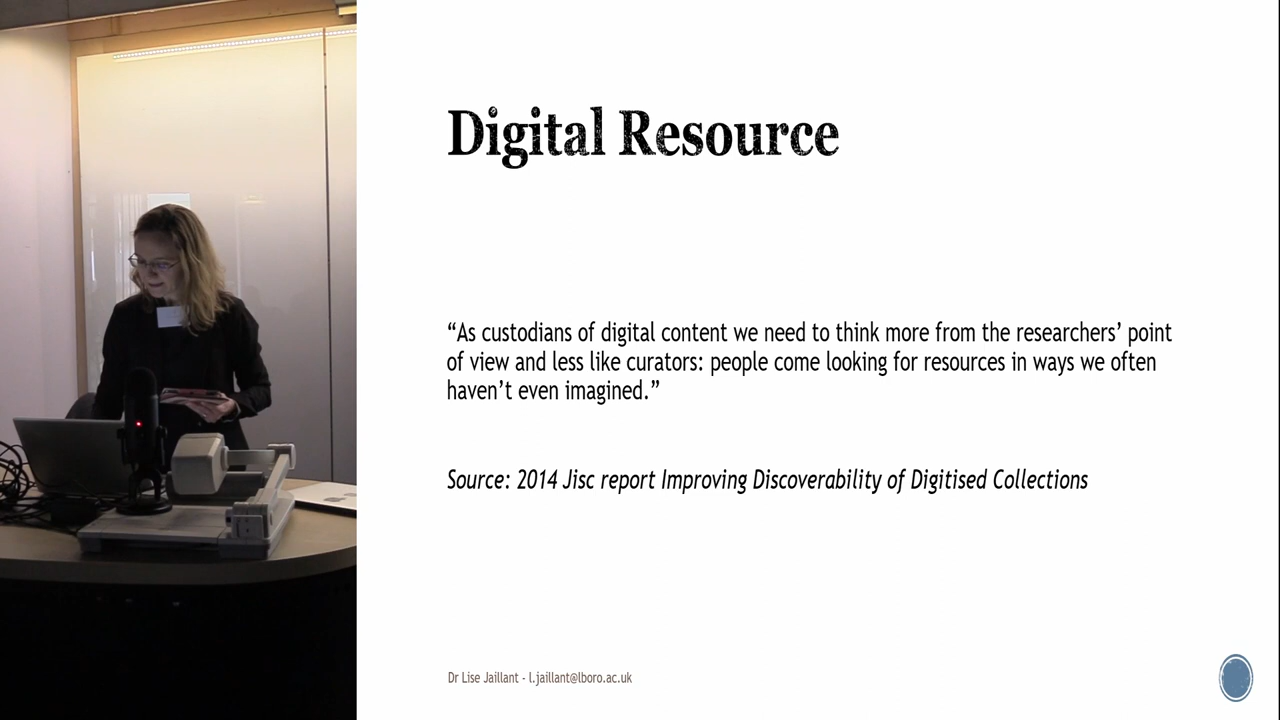 Digital Resource
“As custodians of digital content we need to think more from the researchers’ point
of view and less like curators: people come looking for resources in ways we often
haven’t even imagined.”
Source: 2014 Jisc report Improving Discoverability of Digitised Collections
Dr Lise Jaillant - l.jaillant@lboro.ac.uk